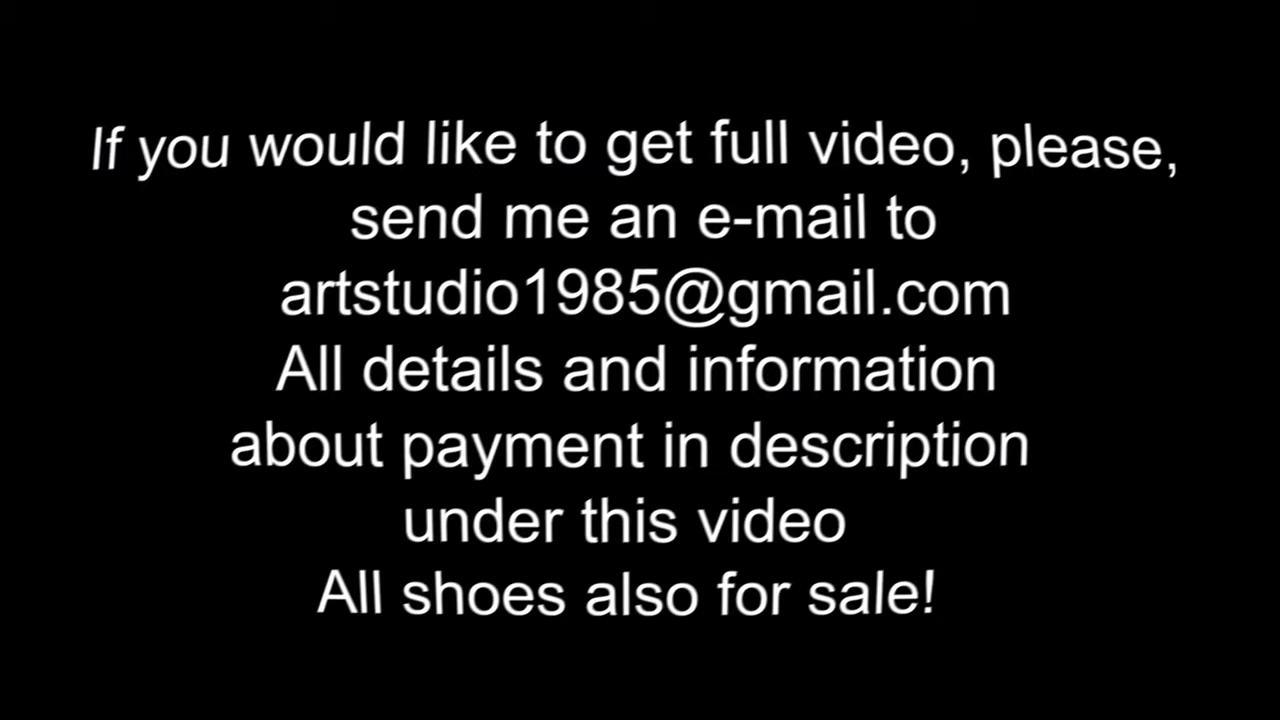 If you would like to get full video, please,
send me an e-mail to
artstudio1985@gmail.com
All details and information
about payment in description
under this video
All shoes also for sale!